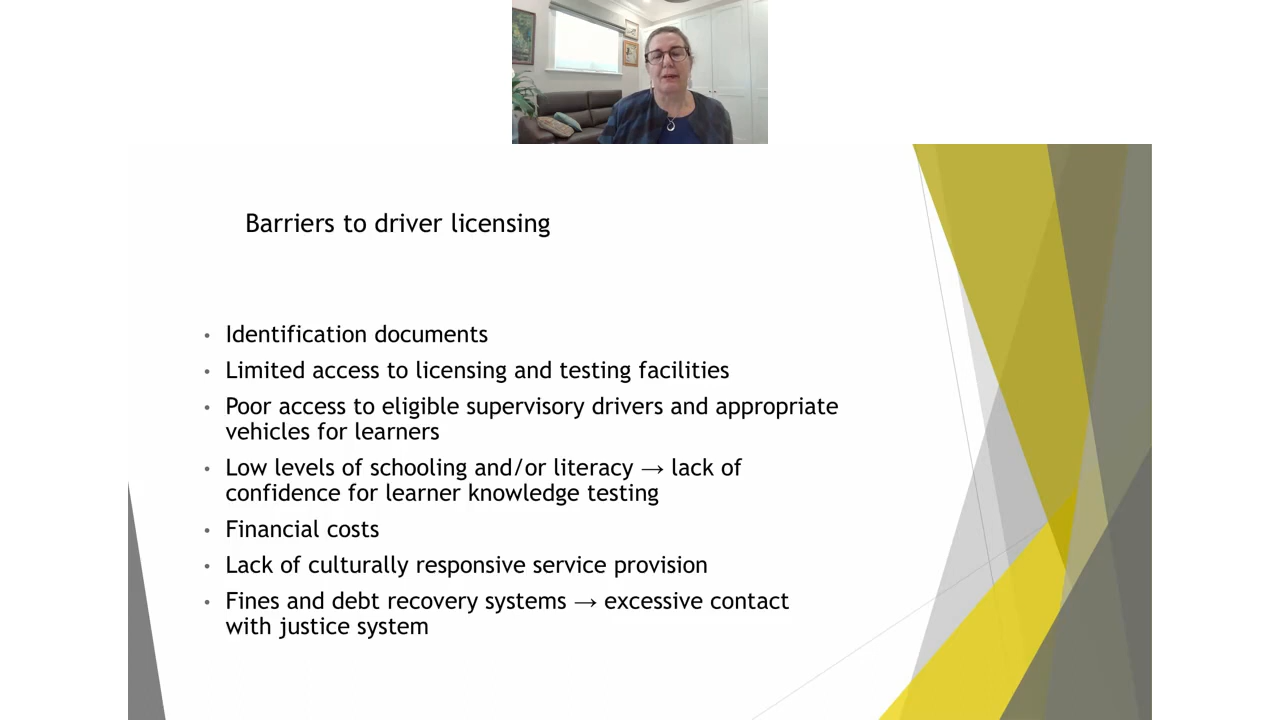 Barriers to driver licensing
• Identification documents
• Limited access to licensing and testing facilities
• Poor access to eligible supervisory drivers and appropriate
vehicles for learners
• Low levels of schooling and/or literacy → lack of
confidence for learner knowledge testing
• Financial costs
• Lack of culturally responsive service provision
• Fines and debt recovery systems → excessive contact
with justice system